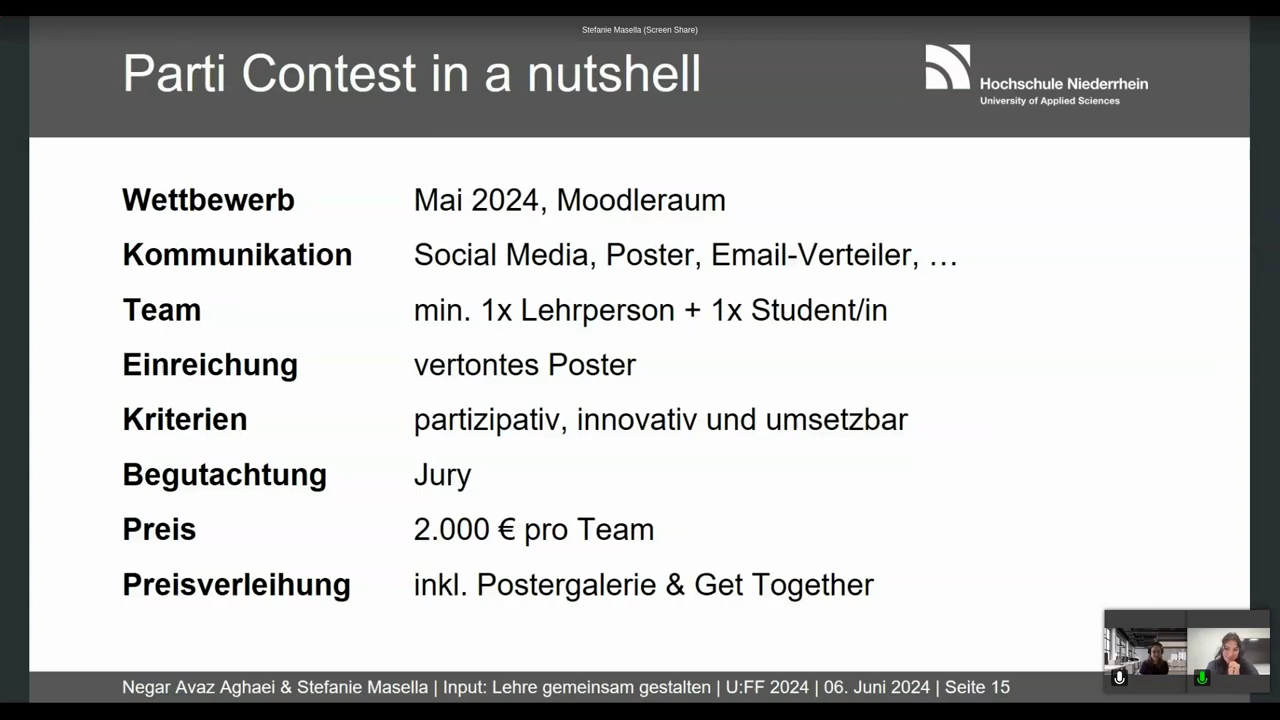 Stefanie Masella (Screen Share)
Parti Contest in a nutshell
Hochschule Niederrhein
University of Applied Sciences
Wettbewerb Mai 2024, Moodleraum
Kommunikation Social Media, Poster, Email-Verteiler, …
Team min. 1x Lehrperson + 1x Student/in
Einreichung vertontes Poster
Kriterien partizipativ, innovativ und umsetzbar
Begutachtung Jury
Preis 2.000 € pro Team
Preisverleihung inkl. Postergalerie & Get Together
Negar Avaz Aghaei & Stefanie Masella | Input: Lehre gemeinsam gestalten | U:FF 2024 | 06. Juni 2024 | Seite 15